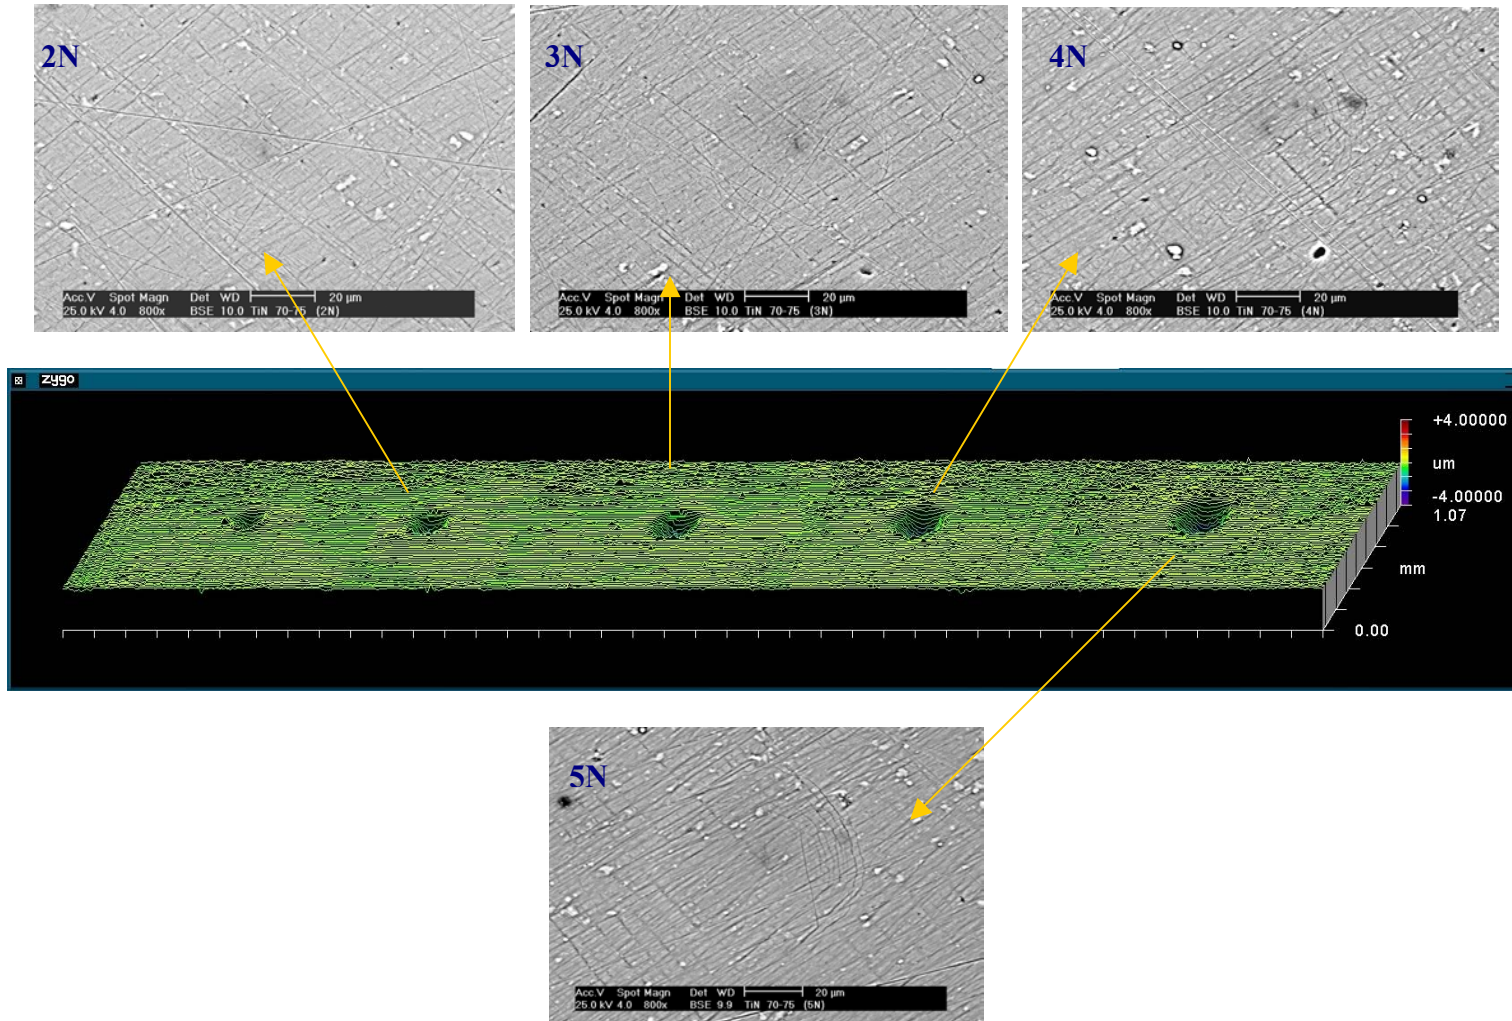 2N
Acc.V Spot Magn Det WD 20 µm
25.0 kV 4.0 800x BSE 10.0 TiN 70-75 (2N)
3N
Acc.V Spot Magn Det WD 20 µm
25.0 kV 4.0 800x BSE 10.0 TiN 70-75 (3N)
4N
Acc.V Spot Magn Det WD 20 µm
25.0 kV 4.0 800x BSE 10.0 TiN 70-75 (4N)
zygo
+4.00000
um
-4.00000
1.07
mm
0.00
5N
Acc.V Spot Magn Det WD 20 µm
25.0 kV 4.0 800x BSE 9.9 TiN 70-75 (5N)